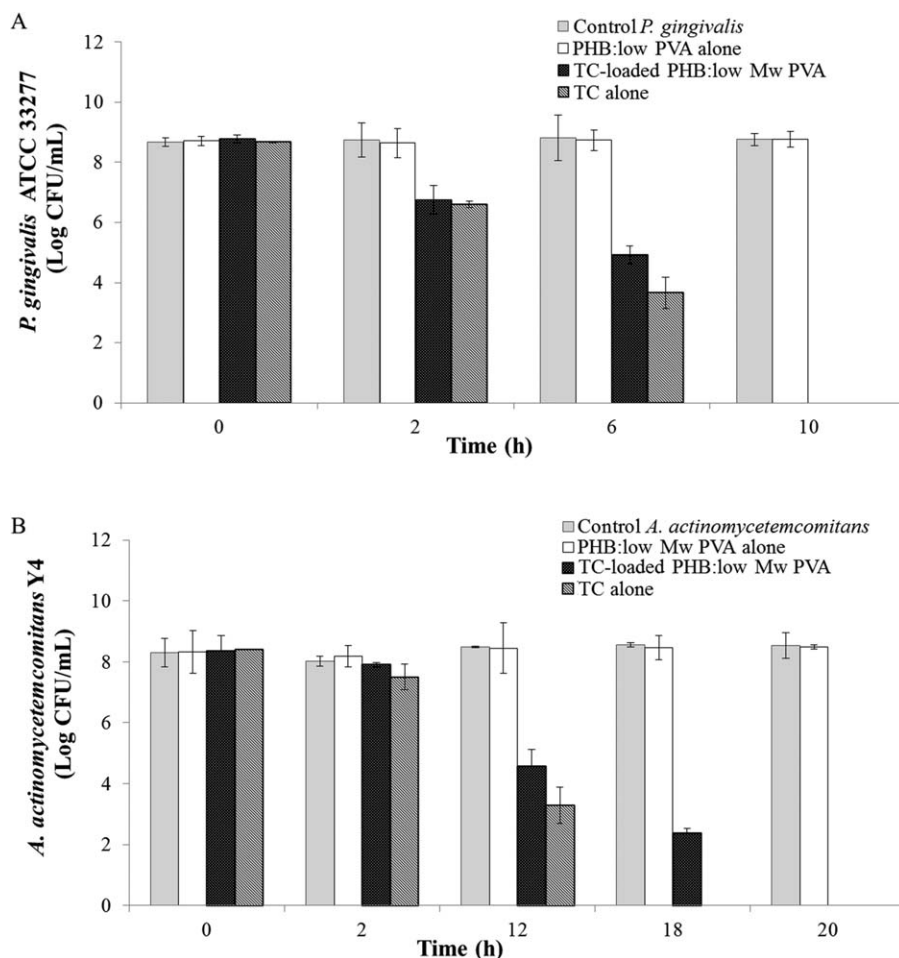 A
Control P. gingivalis
PHB:low PVA alone
TC-loaded PHB:low Mw PVA
TC alone
P. gingivalis ATCC 33277
(Log CFU/mL)
12
10
8
6
4
2
0
0 2 6 10
Time (h)
B
Control A. actinomycetemcomitans
PHB:low Mw PVA alone
TC-loaded PHB:low Mw PVA
TC alone
A. actinomycetemcomitans Y4
(Log CFU/mL)
12
10
8
6
4
2
0
0 2 12 18 20
Time (h)